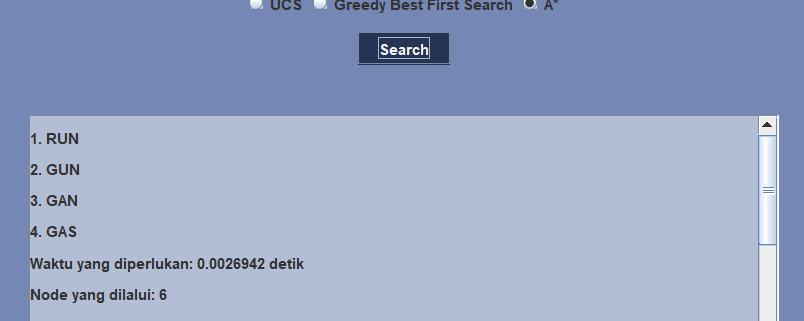 UCS Greedy Best First Search A*
Search
1. RUN
2. GUN
3. GAN
4. GAS
Waktu yang diperlukan: 0.0026942 detik
Node yang dilalui: 6